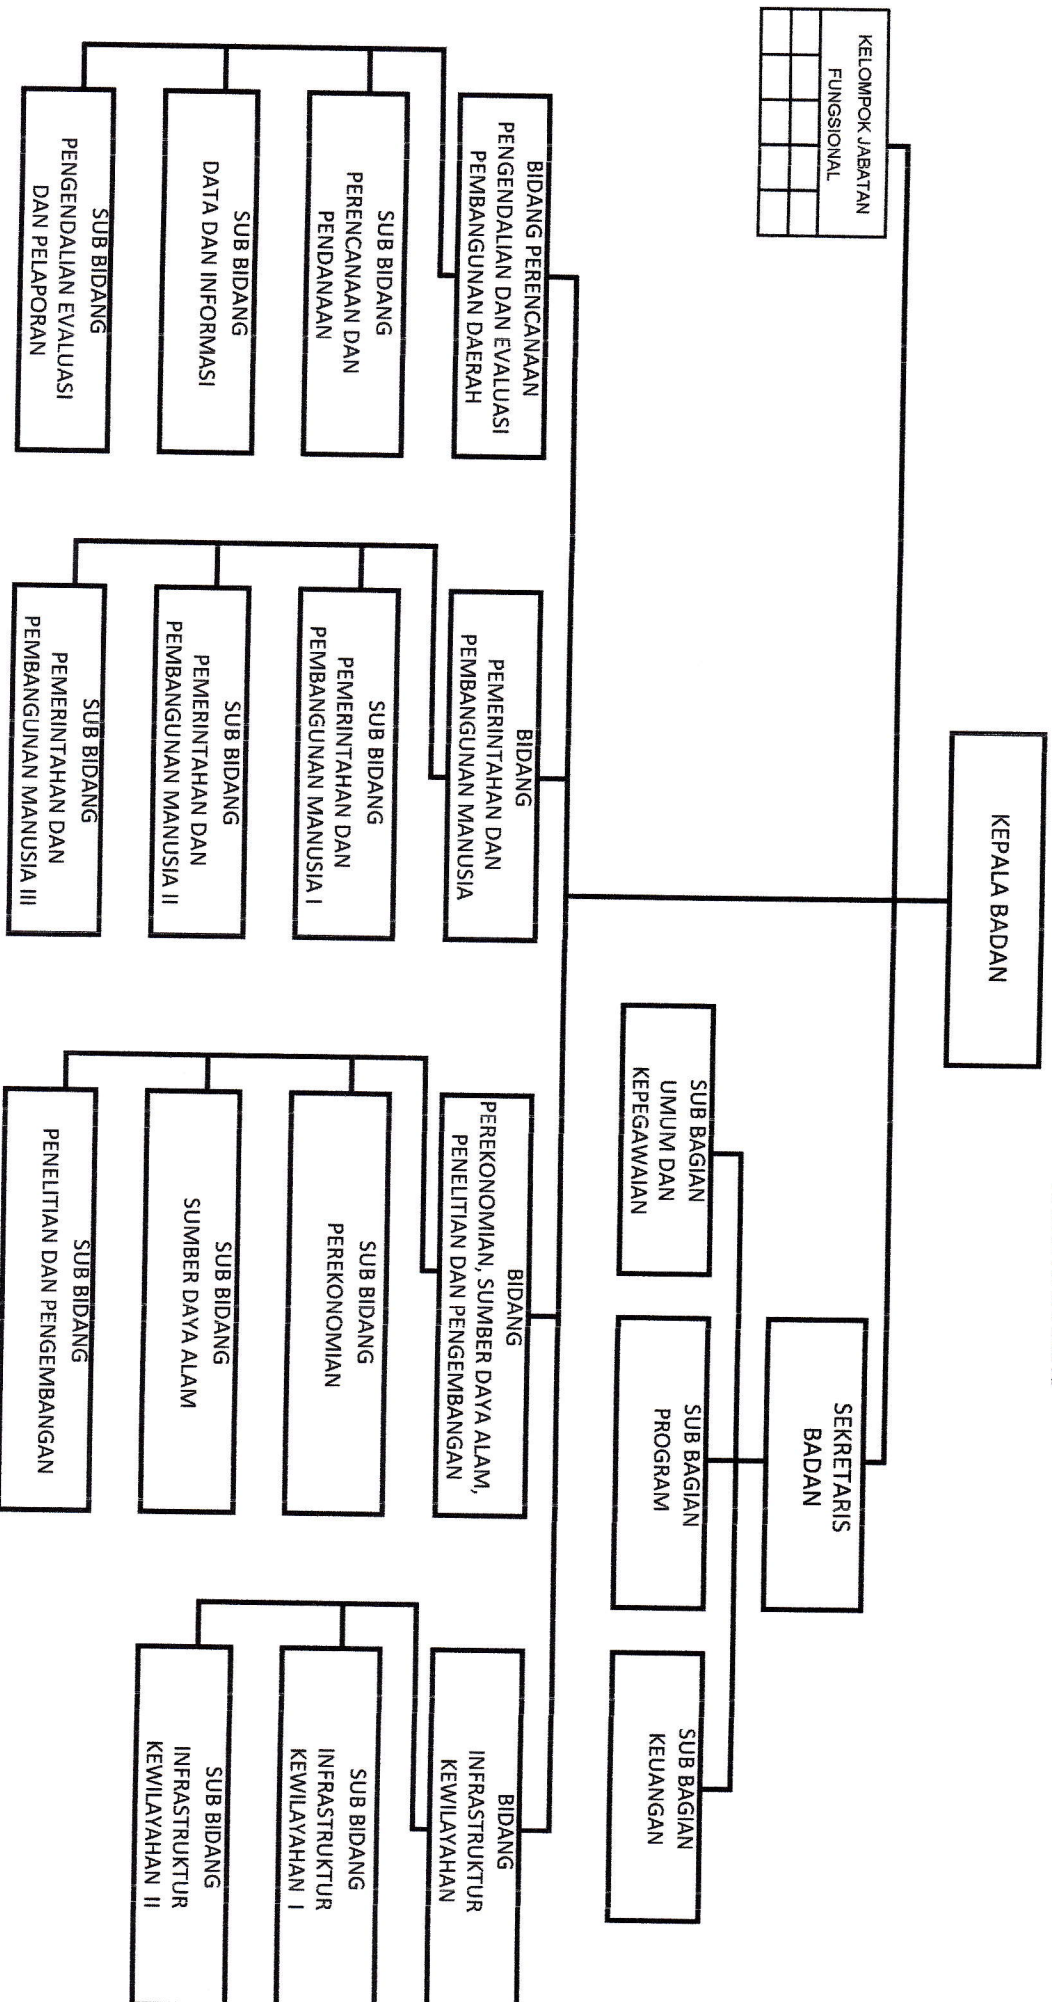 KEPALA BADAN
KELOMPOK JABATAN
FUNGSIONAL
SEKRETARIS
BADAN
SUB BAGIAN
UMUM DAN
KEPEGAWAIAN
SUB BAGIAN
PROGRAM
SUB BAGIAN
KEUANGAN
BIDANG PERENCANAAN
PENGENDALIAN DAN EVALUASI
PEMBANGUNAN DAERAH
SUB BIDANG
PERENCANAAN DAN
PENDANAAN
SUB BIDANG
DATA DAN INFORMASI
SUB BIDANG
PENGENDALIAN EVALUASI
DAN PELAPORAN
BIDANG
PEMERINTAHAN DAN
PEMBANGUNAN MANUSIA
SUB BIDANG
PEMERINTAHAN DAN
PEMBANGUNAN MANUSIA I
SUB BIDANG
PEMERINTAHAN DAN
PEMBANGUNAN MANUSIA II
SUB BIDANG
PEMERINTAHAN DAN
PEMBANGUNAN MANUSIA III
BIDANG
PEREKONOMIAN, SUMBER DAYA ALAM,
PENELITIAN DAN PENGEMBANGAN
SUB BIDANG
PEREKONOMIAN
SUB BIDANG
SUMBER DAYA ALAM
SUB BIDANG
PENELITIAN DAN PENGEMBANGAN
BIDANG
INFRASTRUKTUR
KEWILAYAHAN
SUB BIDANG
INFRASTRUKTUR
KEWILAYAHAN I
SUB BIDANG
INFRASTRUKTUR
KEWILAYAHAN II